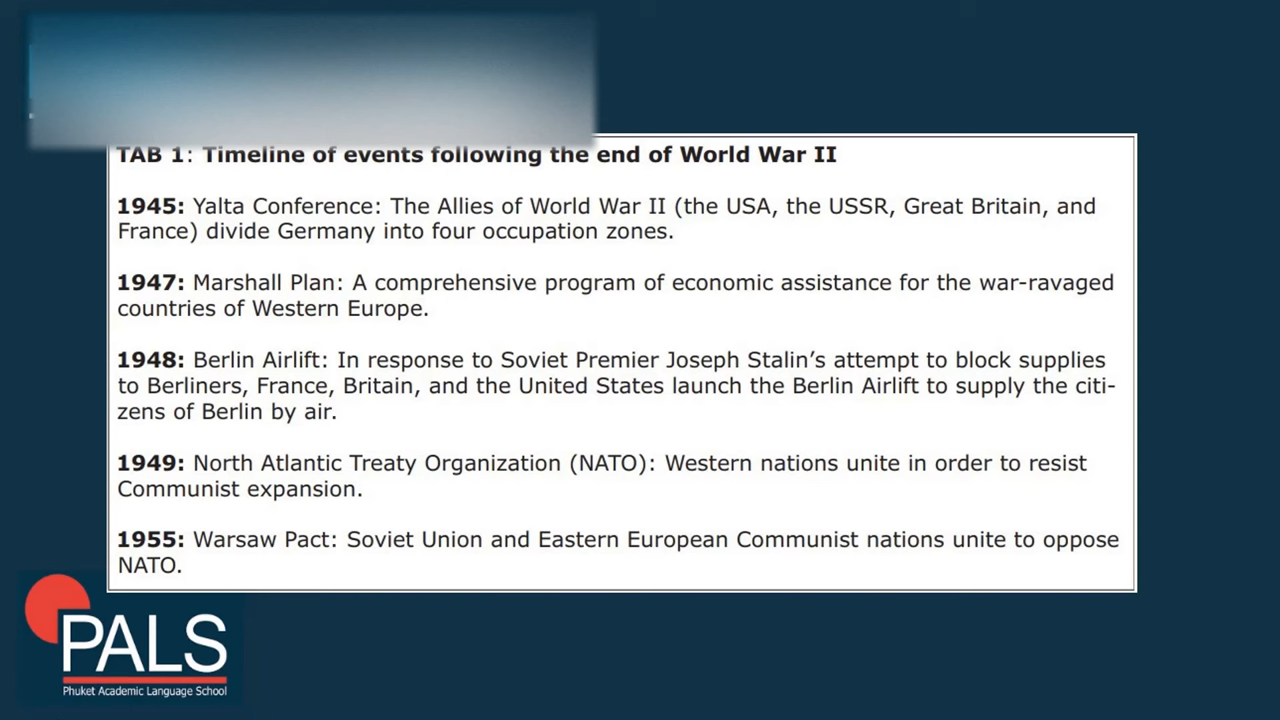 TAB 1: Timeline of events following the end of World War II
1945: Yalta Conference: The Allies of World War II (the USA, the USSR, Great Britain, and
France) divide Germany into four occupation zones.
1947: Marshall Plan: A comprehensive program of economic assistance for the war-ravaged
countries of Western Europe.
1948: Berlin Airlift: In response to Soviet Premier Joseph Stalin’s attempt to block supplies
to Berliners, France, Britain, and the United States launch the Berlin Airlift to supply the citi-
zens of Berlin by air.
1949: North Atlantic Treaty Organization (NATO): Western nations unite in order to resist
Communist expansion.
1955: Warsaw Pact: Soviet Union and Eastern European Communist nations unite to oppose
NATO.
PALS
Phuket Academic Language School